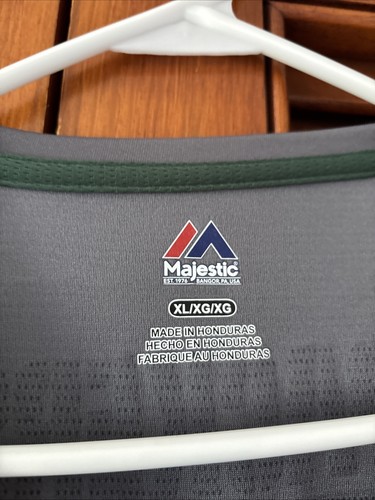 Majestic®
EST. 1976 BANGOR, PA, USA
XL/XG/XG
MADE IN HONDURAS
HECHO EN HONDURAS
FABRIQUE AU HONDURAS